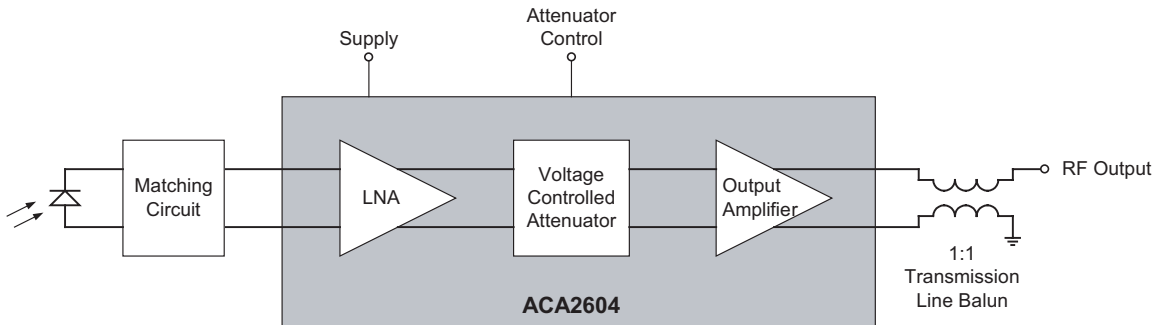 Attenuator
Control
Supply
Matching
Circuit
LNA
Voltage
Controlled
Attenuator
Output
Amplifier
RF Output
1:1
Transmission
Line Balun
ACA2604